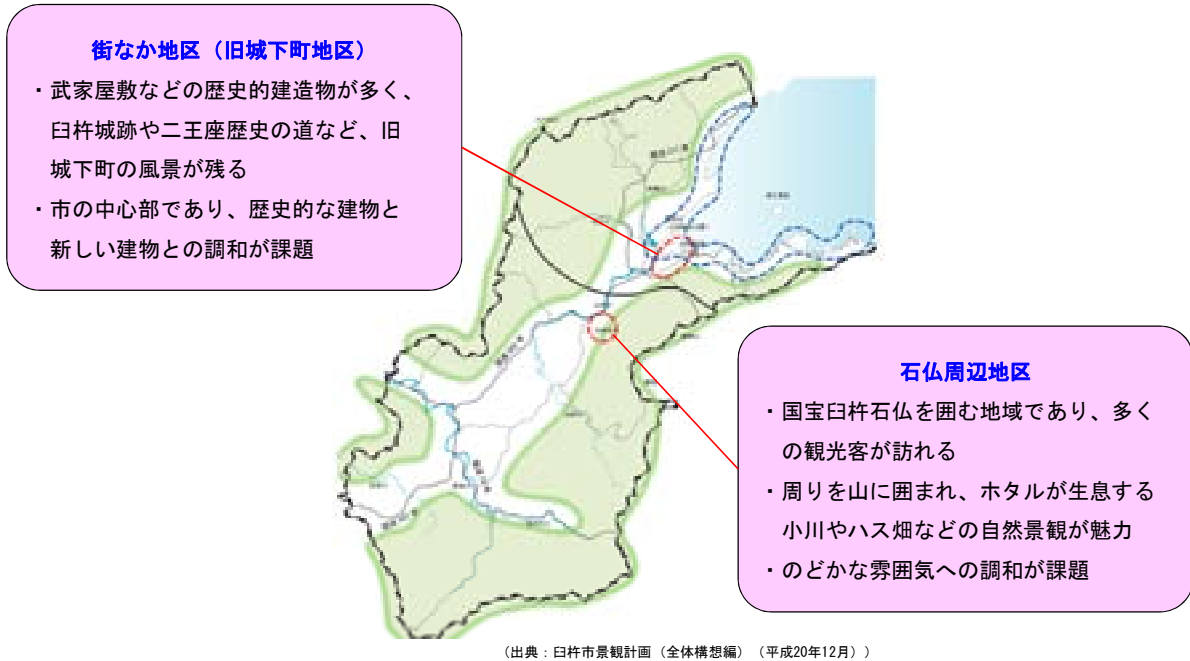 街なか地区（旧城下町地区）
・武家屋敷などの歴史的建造物が多く、
臼杵城跡や二王座歴史の道など、旧
城下町の風景が残る
・市の中心部であり、歴史的な建物と
新しい建物との調和が課題
石仏周辺地区
・国宝臼杵石仏を囲む地域であり、多く
の観光客が訪れる
・周りを山に囲まれ、ホタルが生息する
小川やハス畑などの自然景観が魅力
・のどかな雰囲気への調和が課題
（出典：臼杵市景観計画（全体構想編）（平成20年12月））